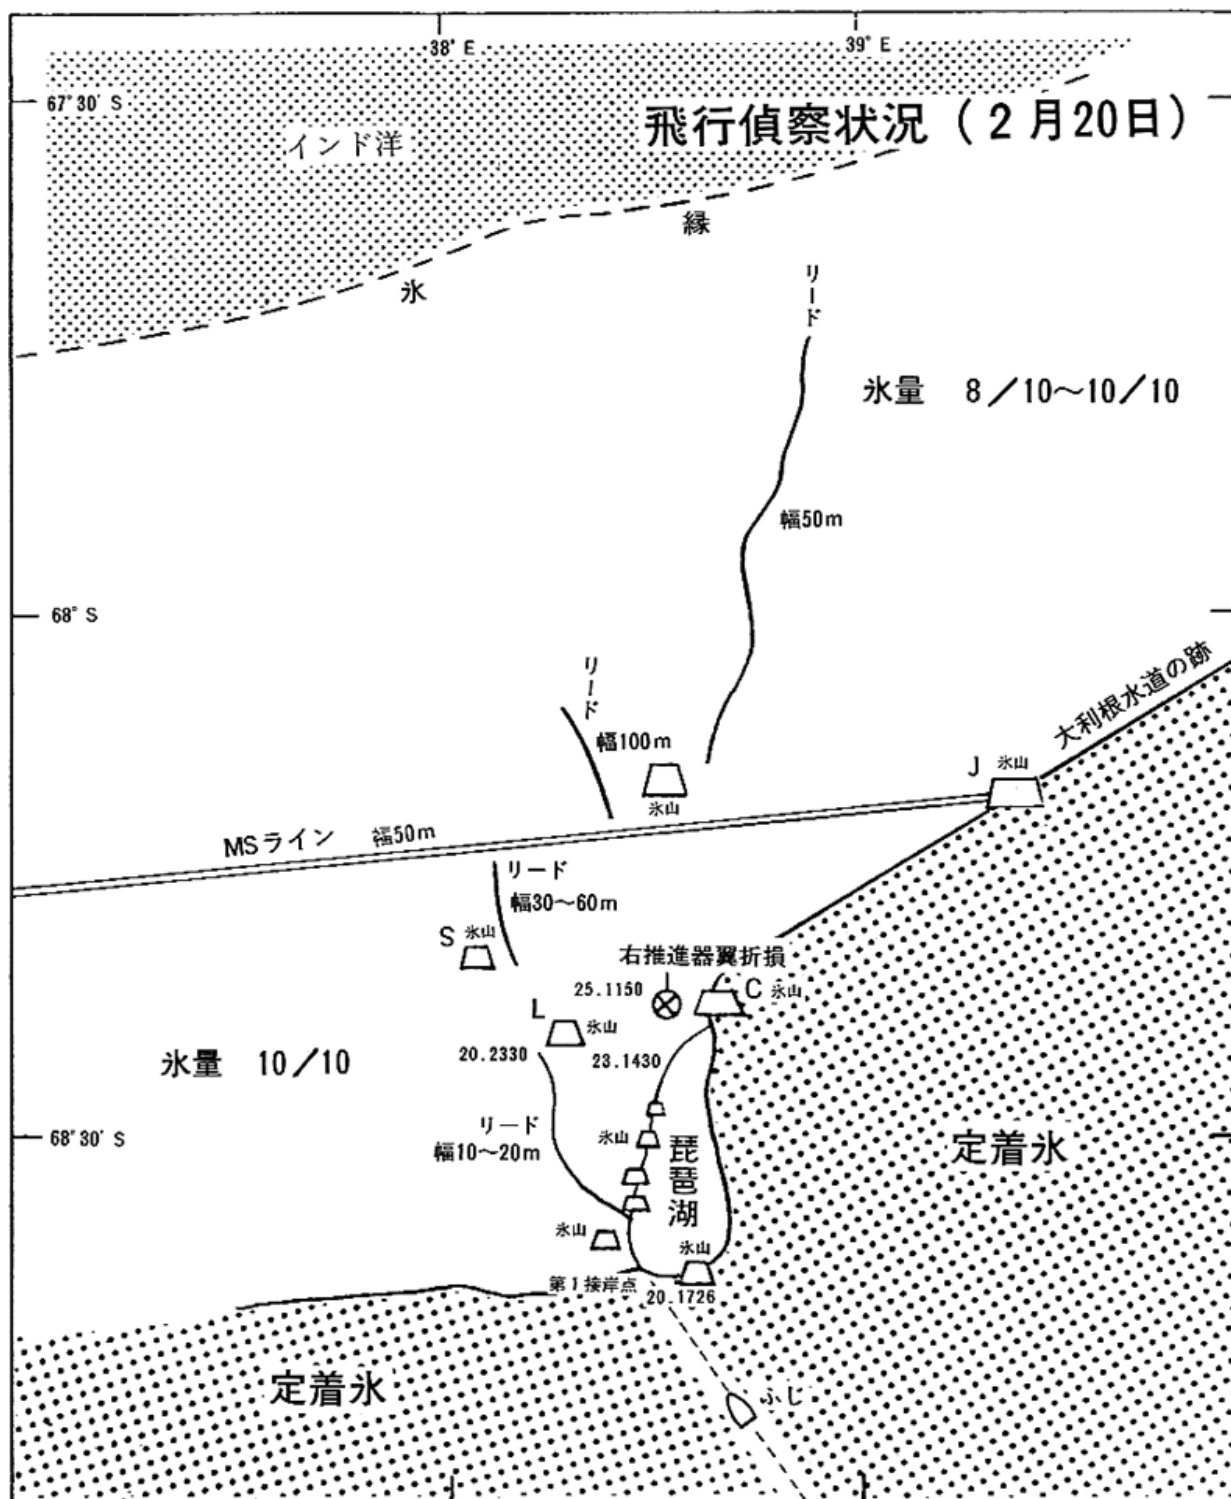 38° E
39° E
67°30′ S
飛行偵察状況（2月20日）
インド洋
縁
氷
リード
氷量 8／10～10／10
幅50m
68° S
大利根水道の跡
リード
幅100m
氷山
J 氷山
MSライン 幅50m
リード
幅30～60m
S 氷山
右推進器翼折損
25.1150
C 氷山
L 氷山
20.2330
23.1430
氷量 10／10
リード
幅10～20m
68°30′ S
氷山
琵琶湖
定着氷
氷山
氷山
第1接岸点
20.1726
定着氷
ふじ